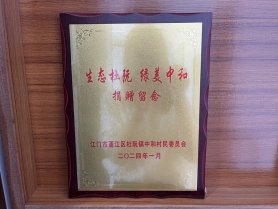 生态杜阮 绿美中和
捐赠留念
江门市蓬江区杜阮镇中和村民委员会
二〇二四年一月